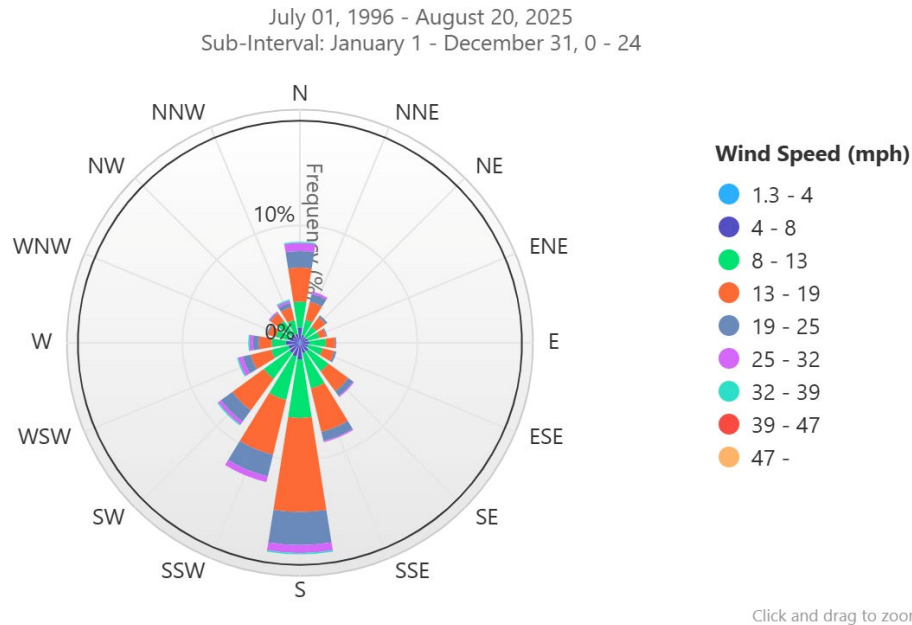 July 01, 1996 - August 20, 2025
Sub-Interval: January 1 - December 31, 0 - 24
N
NNW
NNE
NW
NE
WNW
ENE
W
E
WSW
ESE
SW
SE
SSW
SSE
S
10%
0%
Frequency (%
Wind Speed (mph)
1.3 - 4
4 - 8
8 - 13
13 - 19
19 - 25
25 - 32
32 - 39
39 - 47
47 -
Click and drag to zoom